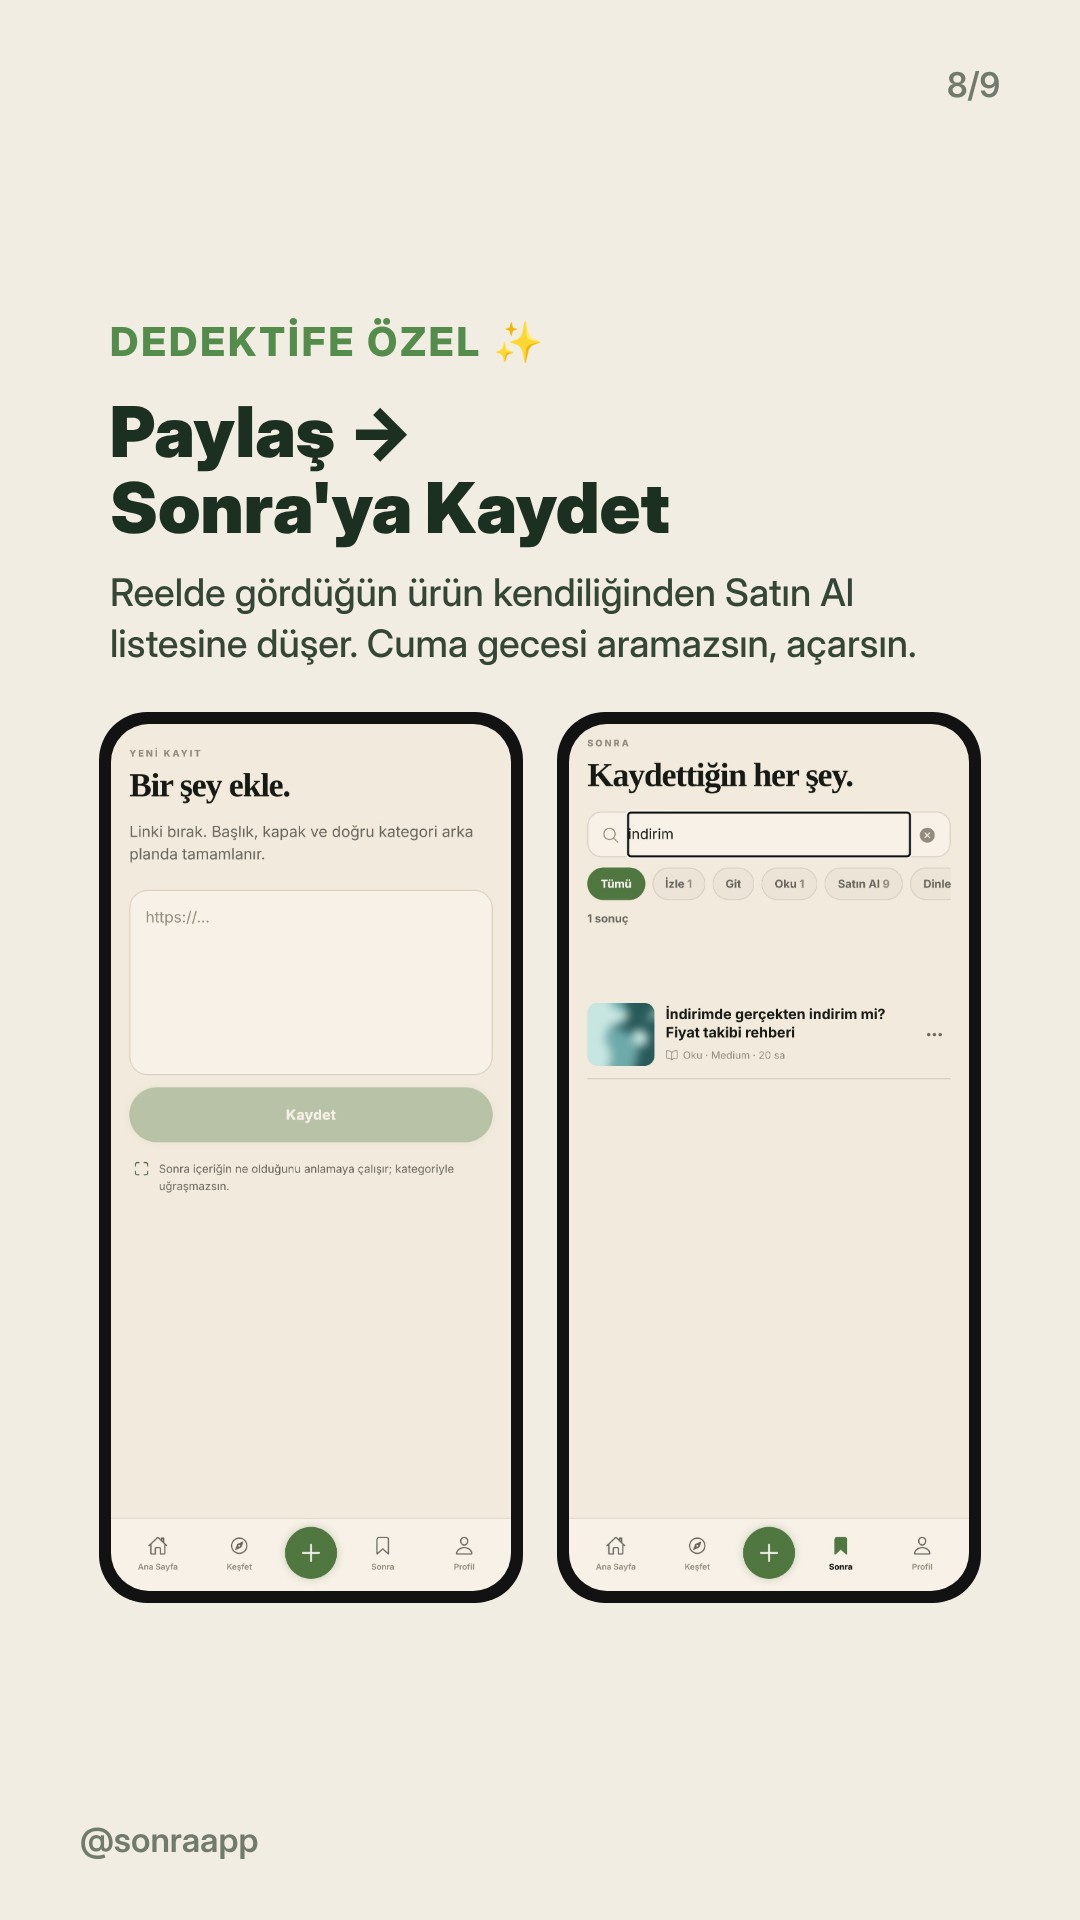 8/9
DEDEKTİFE ÖZEL ✨
Paylaş →
Sonra'ya Kaydet
Reelde gördüğün ürün kendiliğinden Satın Al
listesine düşer. Cuma gecesi aramazsın, açarsın.
YENİ KAYIT
Bir şey ekle.
Linki bırak. Başlık, kapak ve doğru kategori arka
planda tamamlanır.
https://...
Kaydet
Sonra içeriğin ne olduğunu anlamaya çalışır; kategoriyle
uğraşmazsın.
Ana Sayfa
Keşfet
Sonra
Profil
SONRA
Kaydettiğin her şey.
indirim
Tümü
İzle 1
Git
Oku 1
Satın Al 9
Dinle
1 sonuç
İndirimde gerçekten indirim mi?
Fiyat takibi rehberi
Oku · Medium · 20 sa
Ana Sayfa
Keşfet
Sonra
Profil
@sonraapp